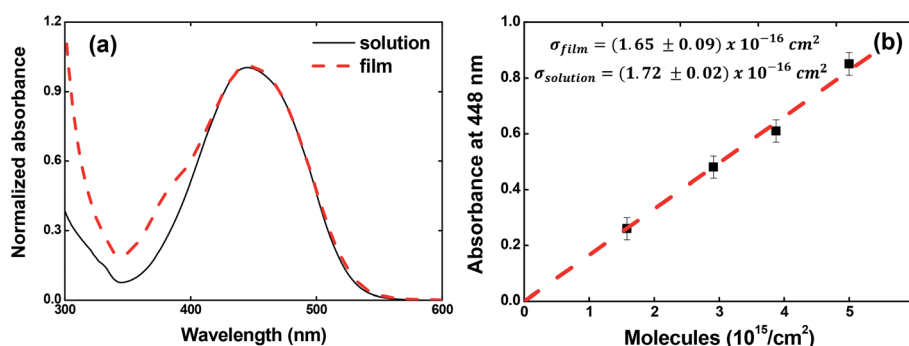 (a)
solution
film
Normalized absorbance
1.2
0.9
0.6
0.3
0.0
300
400
500
600
Wavelength (nm)
(b)
σ_film = (1.65 ± 0.09) x 10⁻¹⁶ cm²
σ_solution = (1.72 ± 0.02) x 10⁻¹⁶ cm²
Absorbance at 448 nm
1.0
0.8
0.6
0.4
0.2
0.0
0
1
2
3
4
5
Molecules (10¹⁵/cm²)